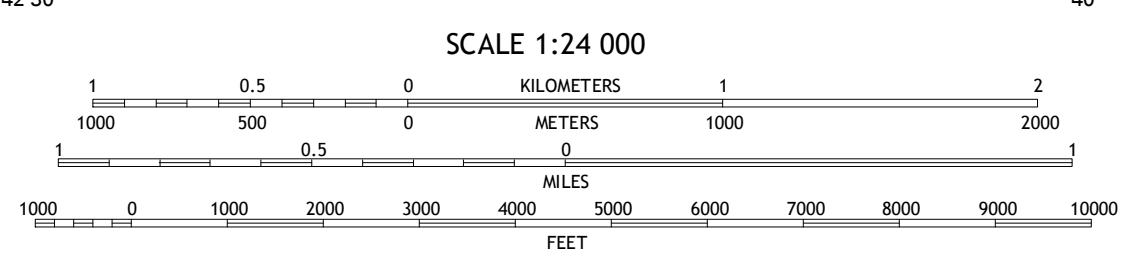 42'30"
40'
SCALE 1:24 000
1 0.5 0 KILOMETERS 1 2
1000 500 0 METERS 1000 2000
1 0.5 0 1
MILES
1000 0 1000 2000 3000 4000 5000 6000 7000 8000 9000 10000
FEET